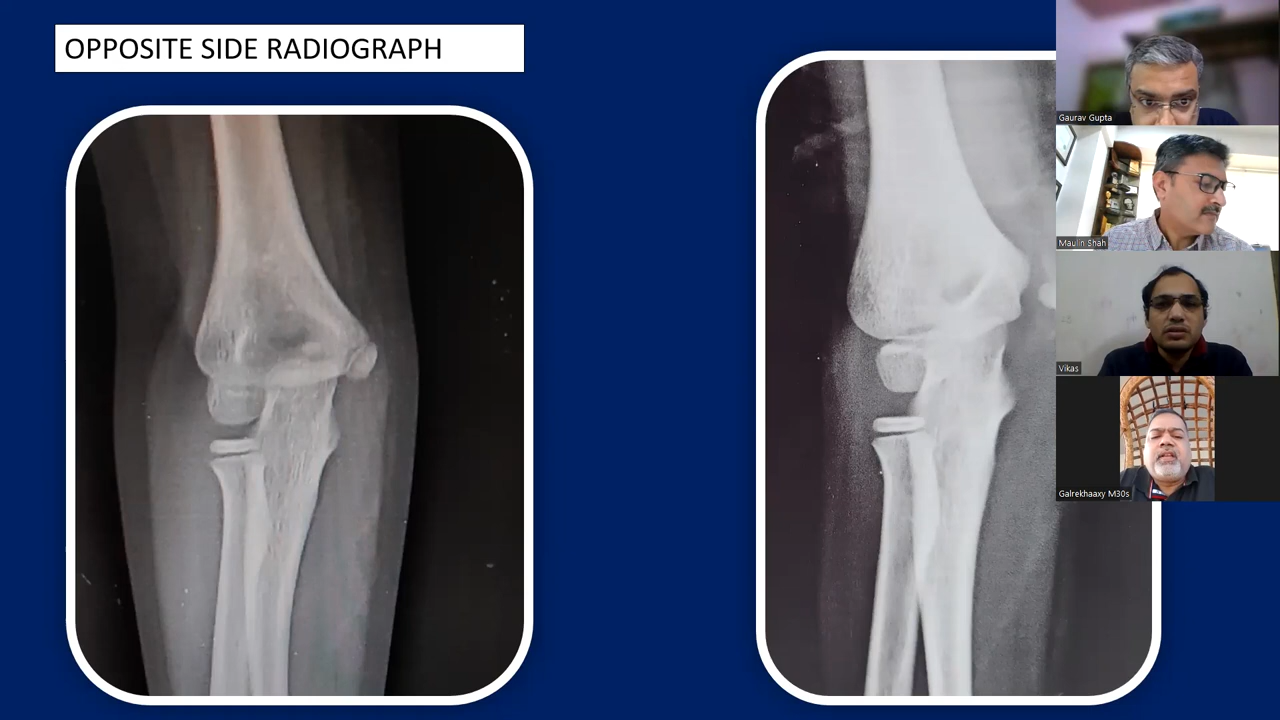 OPPOSITE SIDE RADIOGRAPH
Gaurav Gupta
Maulin Shah
Vikas
Galrekhaaxy M30s